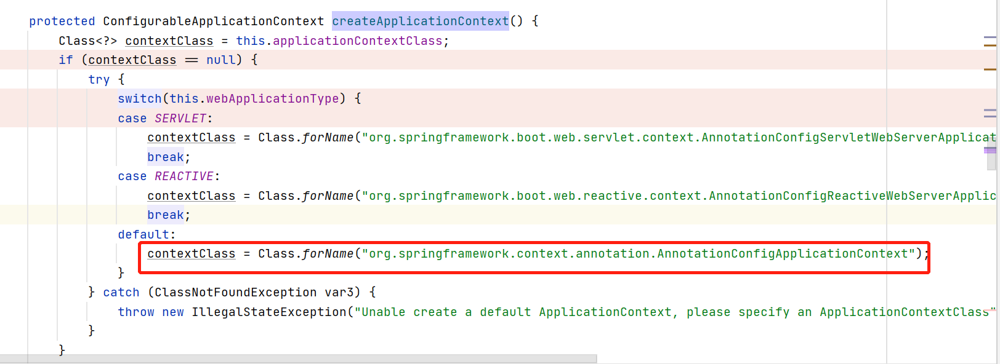 protected ConfigurableApplicationContext createApplicationContext() {
Class<?> contextClass = this.applicationContextClass;
if (contextClass == null) {
try {
switch(this.webApplicationType) {
case SERVLET:
contextClass = Class.forName("org.springframework.boot.web.servlet.context.AnnotationConfigServletWebServerApplicat
break;
case REACTIVE:
contextClass = Class.forName("org.springframework.boot.web.reactive.context.AnnotationConfigReactiveWebServerApplic
break;
default:
contextClass = Class.forName("org.springframework.context.annotation.AnnotationConfigApplicationContext");
}
} catch (ClassNotFoundException var3) {
throw new IllegalStateException("Unable create a default ApplicationContext, please specify an ApplicationContextClass"
}
}